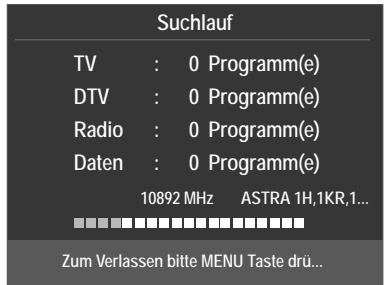 Suchlauf
TV : 0 Programm(e)
DTV : 0 Programm(e)
Radio : 0 Programm(e)
Daten : 0 Programm(e)
10892 MHz ASTRA 1H,1KR,1...
Zum Verlassen bitte MENU Taste drü...